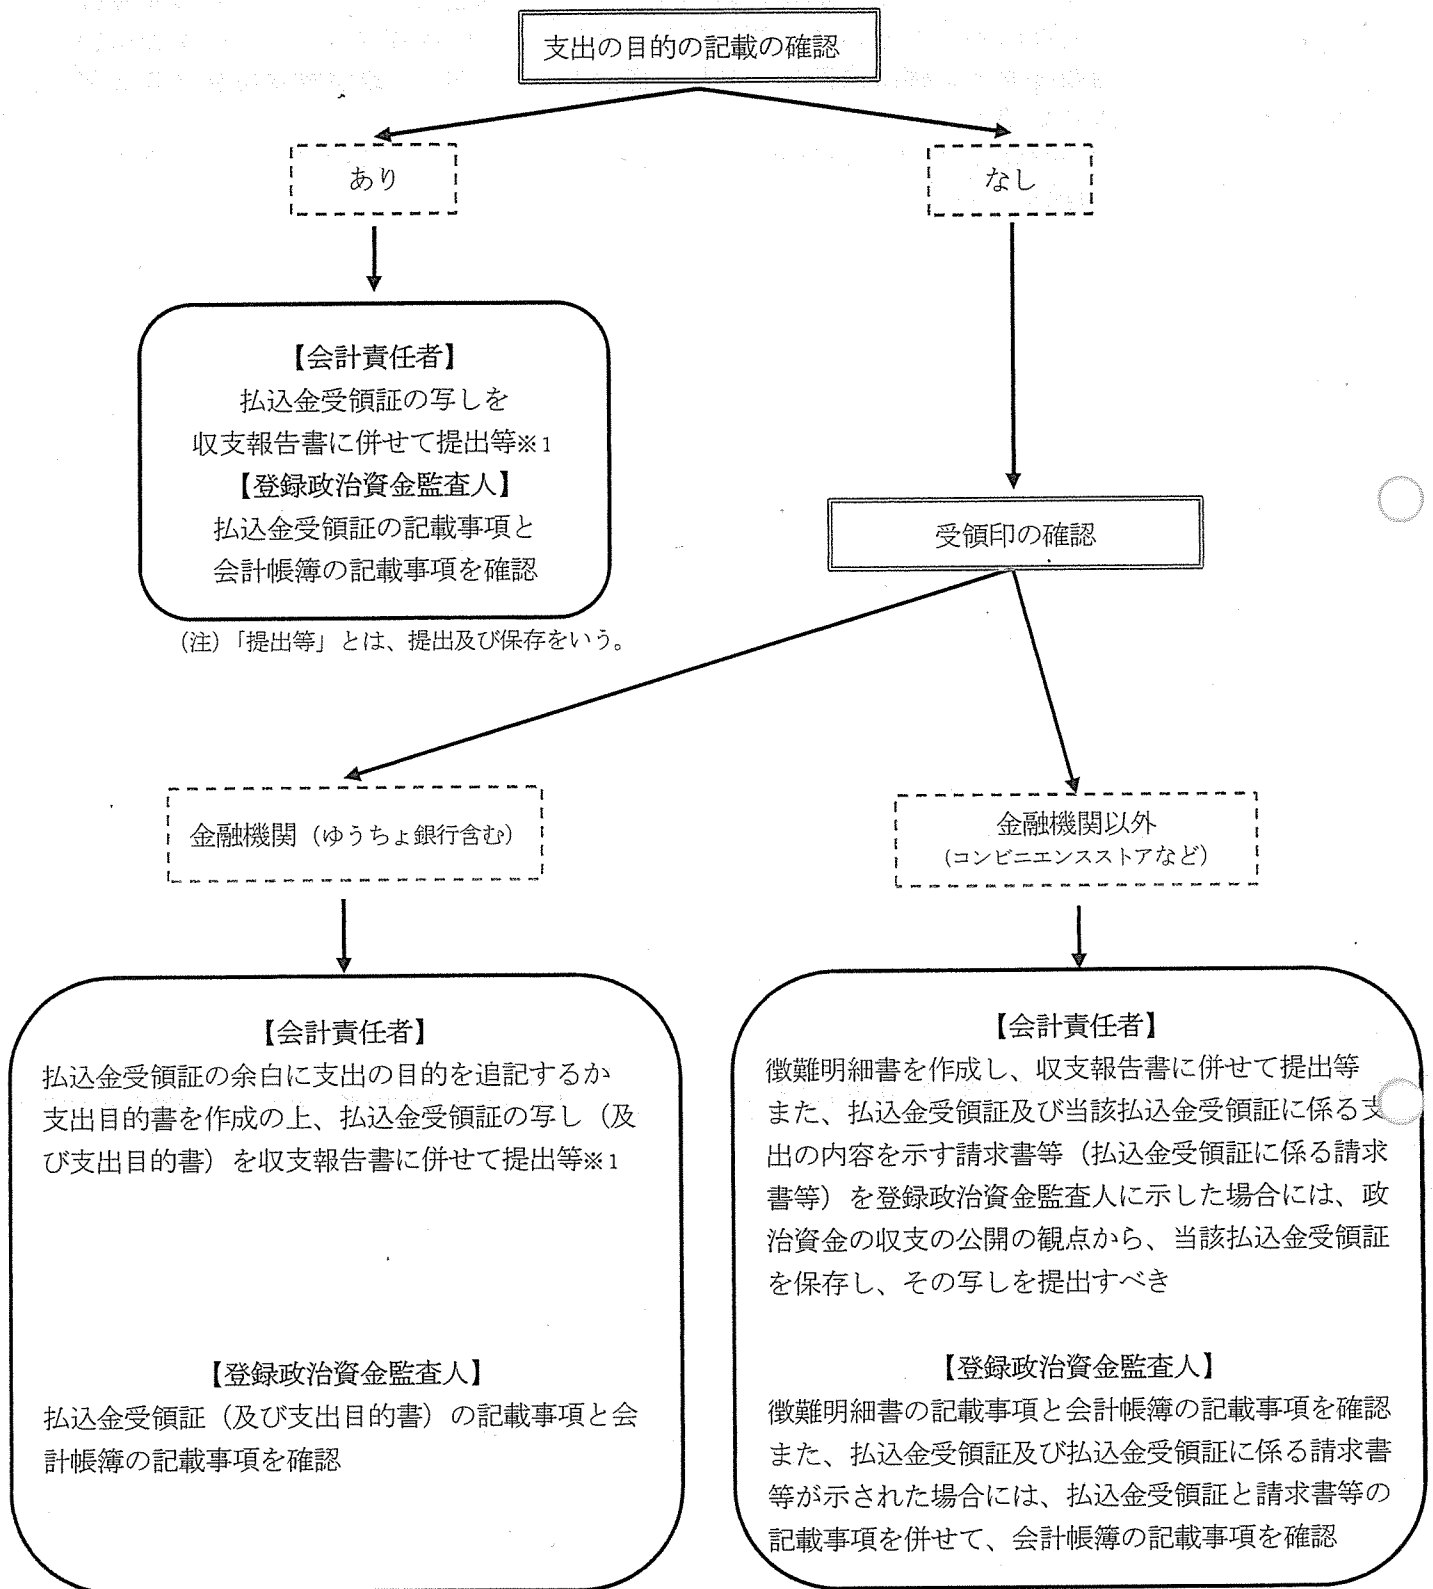 支出の目的の記載の確認
あり
なし
【会計責任者】
払込金受領証の写しを
収支報告書に併せて提出等※1
【登録政治資金監査人】
払込金受領証の記載事項と
会計帳簿の記載事項を確認
(注)「提出等」とは、提出及び保存をいう。
受領印の確認
金融機関(ゆうちょ銀行含む)
金融機関以外
(コンビニエンスストアなど)
【会計責任者】
払込金受領証の余白に支出の目的を追記するか
支出目的書を作成の上、払込金受領証の写し(及
び支出目的書)を収支報告書に併せて提出等※1
【登録政治資金監査人】
払込金受領証(及び支出目的書)の記載事項と会
計帳簿の記載事項を確認
【会計責任者】
徴難明細書を作成し、収支報告書に併せて提出等
また、払込金受領証及び当該払込金受領証に係る支
出の内容を示す請求書等(払込金受領証に係る請求
書等)を登録政治資金監査人に示した場合には、政
治資金の収支の公開の観点から、当該払込金受領証
を保存し、その写しを提出すべき
【登録政治資金監査人】
徴難明細書の記載事項と会計帳簿の記載事項を確認
また、払込金受領証及び払込金受領証に係る請求書
等が示された場合には、払込金受領証と請求書等の
記載事項を併せて、会計帳簿の記載事項を確認